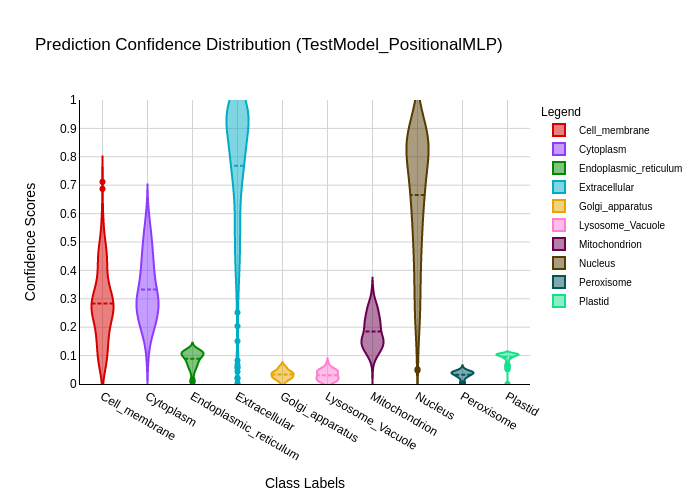 Prediction Confidence Distribution (TestModel_PositionalMLP)
1
0.9
0.8
0.7
0.6
0.5
0.4
0.3
0.2
0.1
0
Confidence Scores
Cell_membrane
Cytoplasm
Endoplasmic_reticulum
Extracellular
Golgi_apparatus
Lysosome_Vacuole
Mitochondrion
Nucleus
Peroxisome
Plastid
Class Labels
Legend
Cell_membrane
Cytoplasm
Endoplasmic_reticulum
Extracellular
Golgi_apparatus
Lysosome_Vacuole
Mitochondrion
Nucleus
Peroxisome
Plastid